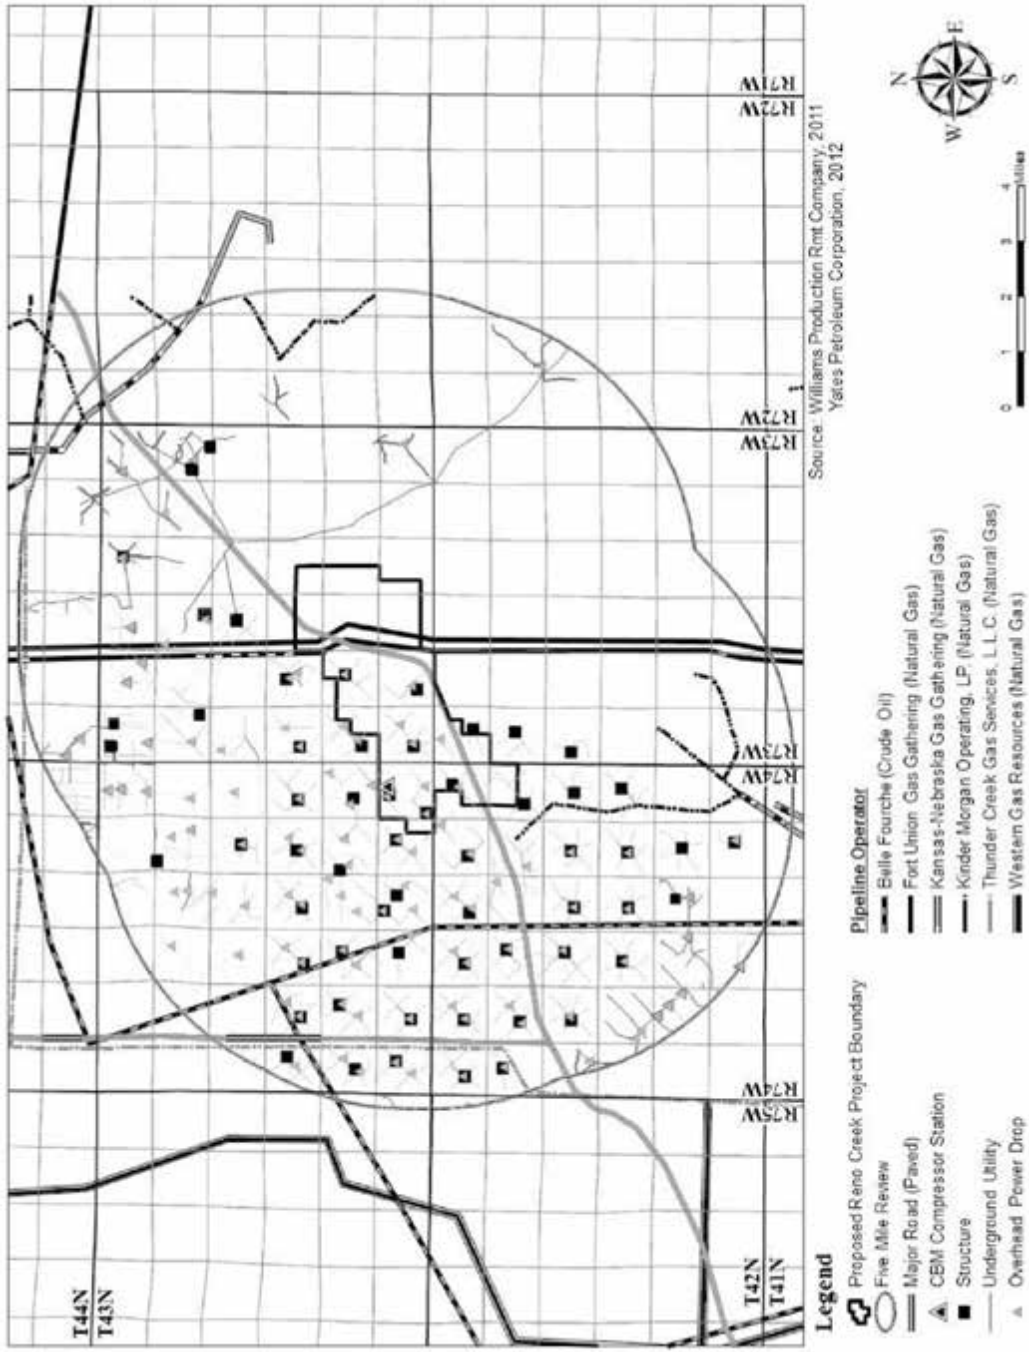 T44N
T43N
T42N
T41N
R75W
R74W
R74W
R73W
R73W
R72W
R72W
R71W
Source: Williams Production Rmt Company, 2011
Yates Petroleum Corporation, 2012
N
W
E
S
0 1 2 3 4 Miles
Legend
Proposed Reno Creek Project Boundary
Five Mile Review
Major Road (Paved)
CBM Compressor Station
Structure
Underground Utility
Overhead Power Drop
Pipeline Operator
Belle Fourche (Crude Oil)
Fort Union Gas Gathering (Natural Gas)
Kansas-Nebraska Gas Gathering (Natural Gas)
Kinder Morgan Operating, LP, (Natural Gas)
Thunder Creek Gas Services, L.L.C. (Natural Gas)
Western Gas Resources (Natural Gas)